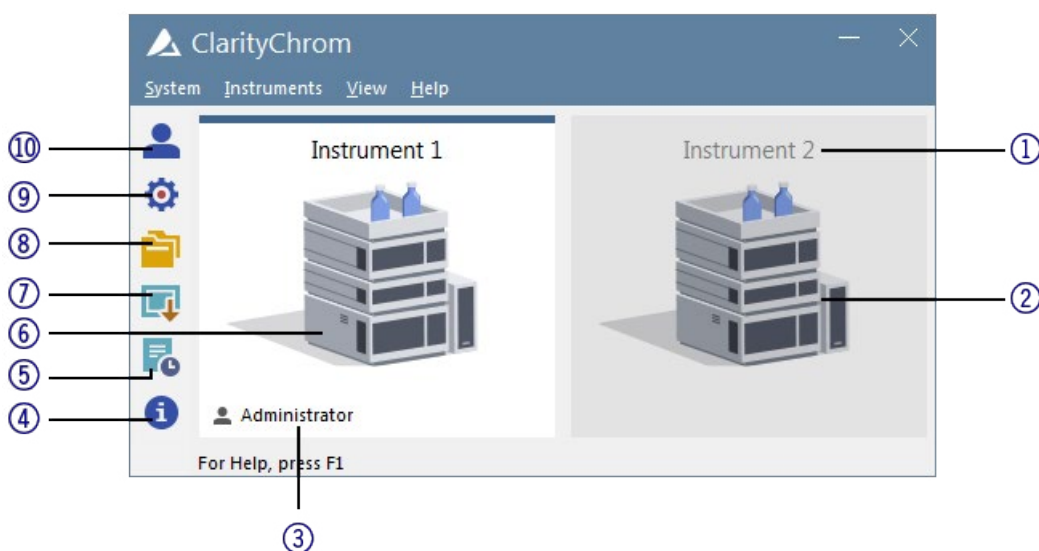 ClarityChrom
System Instruments View Help
⑩
Instrument 1
Instrument 2
①
⑨
⑧
⑦
②
⑥
⑤
④
Administrator
For Help, press F1
③